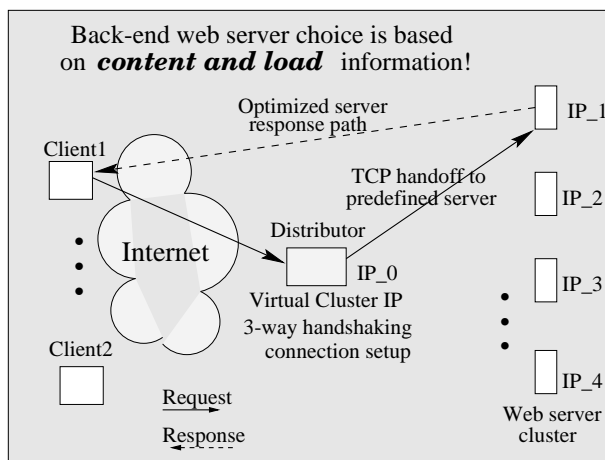 Back-end web server choice is based
on content and load information!
Optimized server
response path
IP_1
Client1
TCP handoff to
predefined server
IP_2
Distributor
Internet
IP_0
IP_3
Virtual Cluster IP
3-way handshaking
connection setup
Client2
IP_4
Request
Web server
cluster
Response